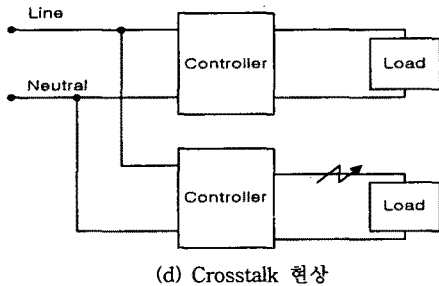 Line
Controller
Load
Neutral
Controller
Load
(d) Crosstalk 현상